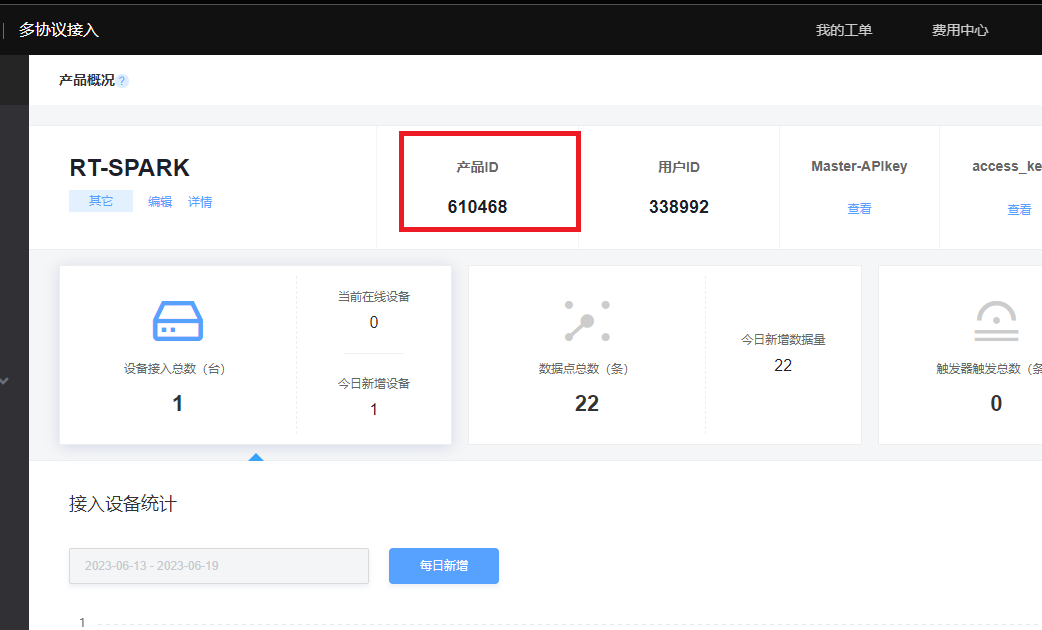 多协议接入
我的工单
费用中心
产品概况?
RT-SPARK
其它
编辑
详情
产品ID
610468
用户ID
338992
Master-APIkey
查看
access_ke
查看
设备接入总数（台）
1
当前在线设备
0
今日新增设备
1
数据点总数（条）
22
今日新增数据量
22
触发器触发总数（条
0
接入设备统计
2023-06-13 - 2023-06-19
每日新增
1